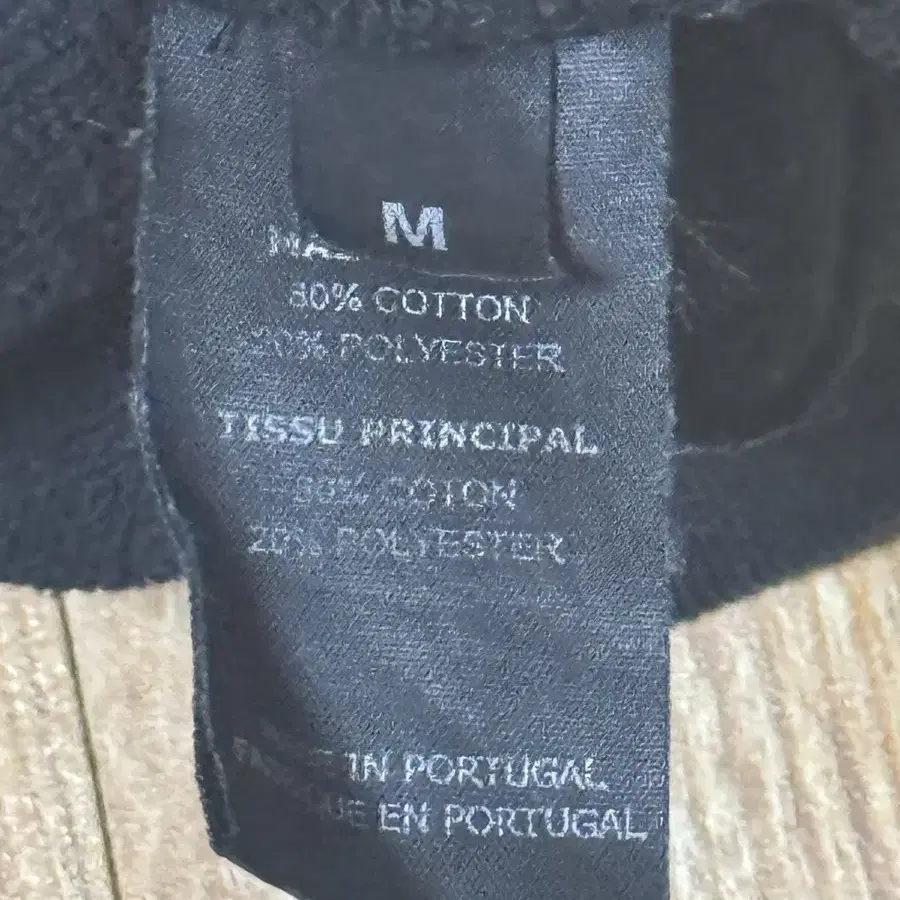 M
80% COTTON
20% POLYESTER
TISSU PRINCIPAL
80% COTON
20% POLYESTER
IN PORTUGAL
EN PORTUGAL